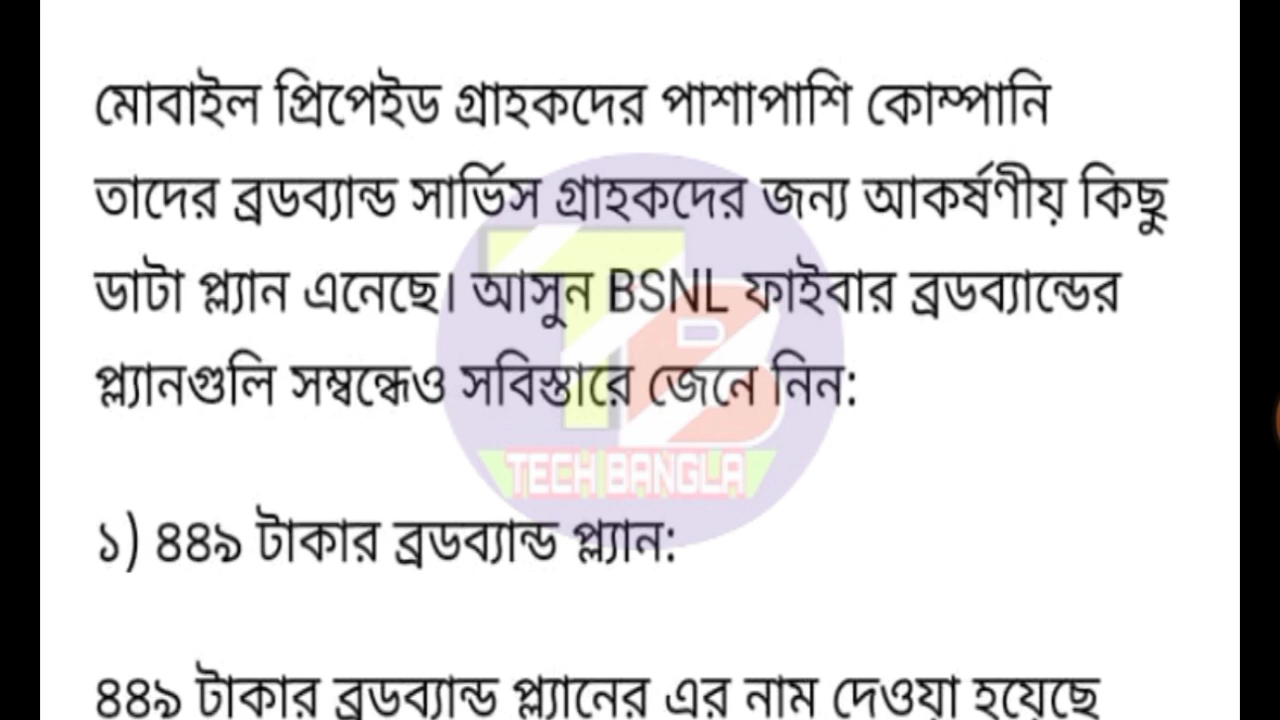 মোবাইল প্রিপেইড গ্রাহকদের পাশাপাশি কোম্পানি
তাদের ব্রডব্যান্ড সার্ভিস গ্রাহকদের জন্য আকর্ষণীয় কিছু
ডাটা প্ল্যান এনেছে। আসুন BSNL ফাইবার ব্রডব্যান্ডের
প্ল্যানগুলি সম্বন্ধেও সবিস্তারে জেনে নিন:
TB
TECH BANGLA
১) ৪৪৯ টাকার ব্রডব্যান্ড প্ল্যান:
৪৪৯ টাকার ব্রডব্যান্ড প্ল্যানের এর নাম দেওয়া হয়েছে